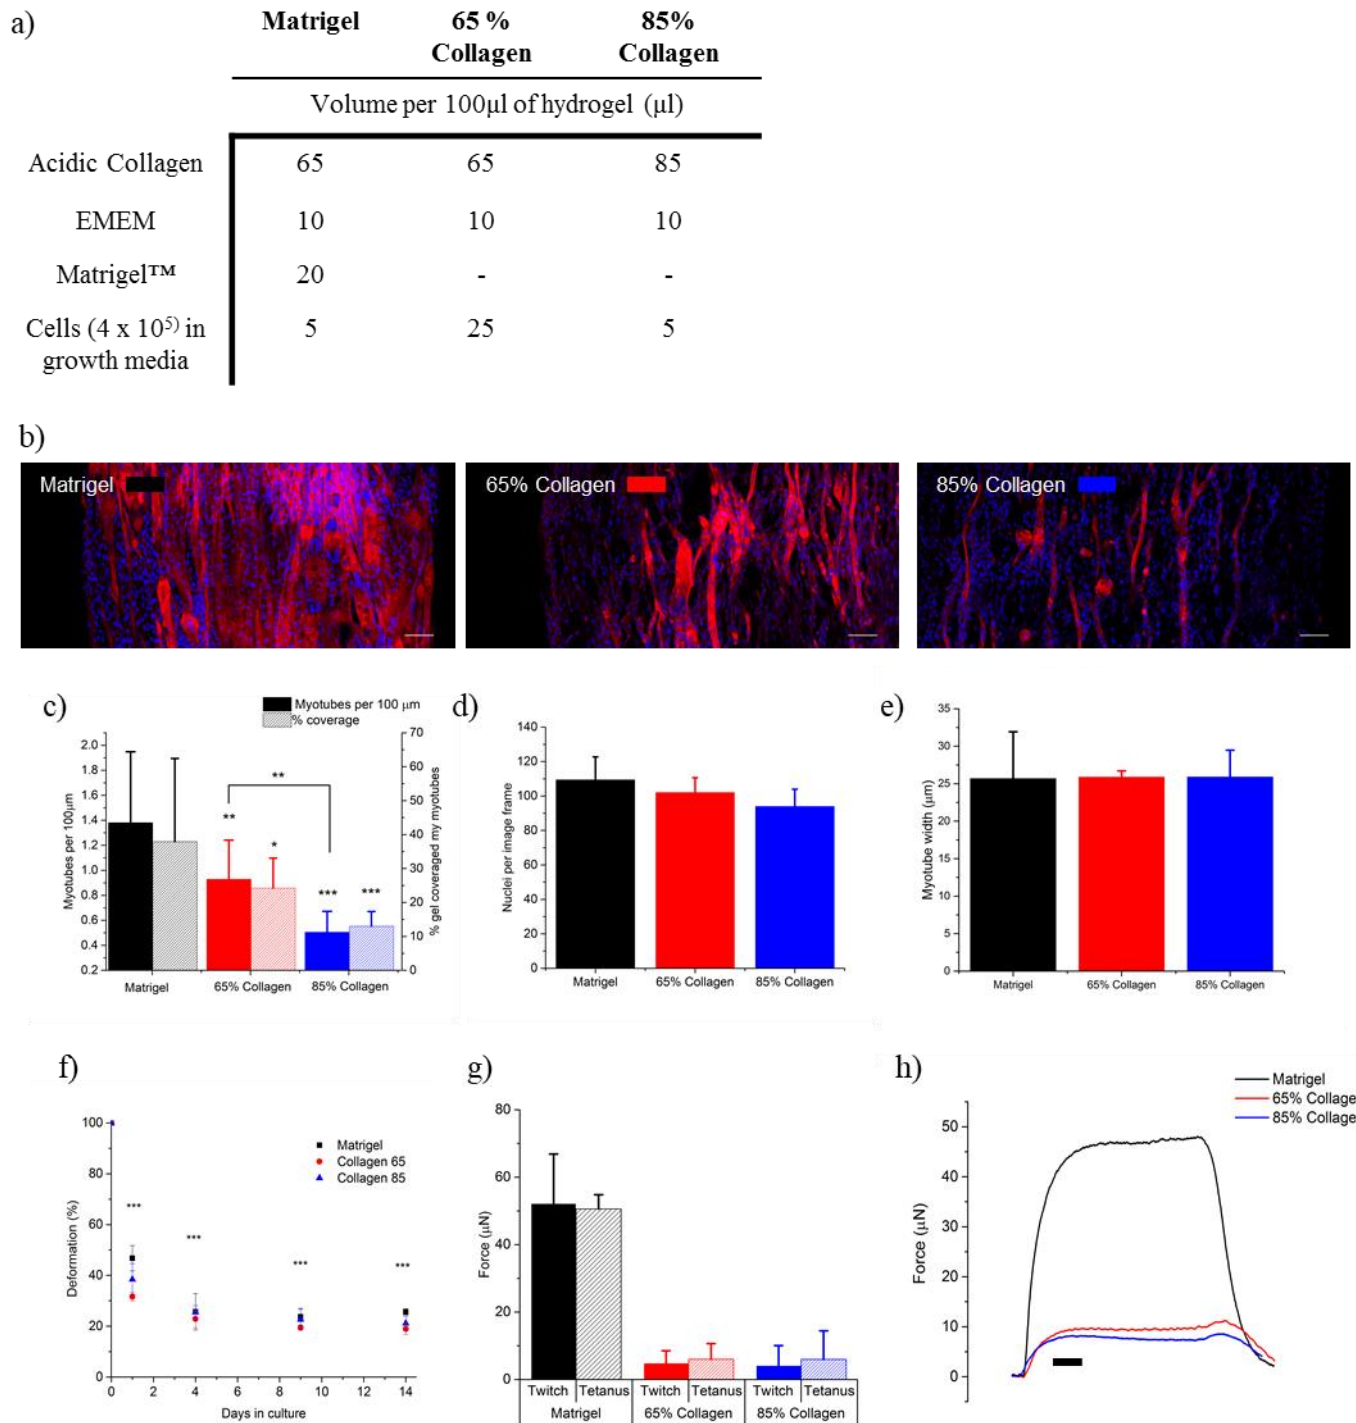 a)
Matrigel 65 % 85%
Collagen Collagen
Volume per 100µl of hydrogel (µl)
Acidic Collagen 65 65 85
EMEM 10 10 10
Matrigel™ 20 - -
Cells (4 x 10⁵⁾ in 5 25 5
growth media
b)
Matrigel
65% Collagen
85% Collagen
c)
Myotubes per 100 µm
% coverage
Myotubes per 100µm
2.0
1.8
1.6
1.4
1.2
1.0
0.8
0.6
0.4
0.2
**
**
*
***
***
70
60
50
40
30
20
10
0
% gel coveraged my myotubes
Matrigel 65% Collagen 85% Collagen
d)
Nuclei per image frame
140
120
100
80
60
40
20
0
Matrigel 65% Collagen 85% Collagen
e)
Myotube width (µm)
35
30
25
20
15
10
5
0
Matrigel 65% Collagen 85% Collagen
f)
Deformation (%)
100
80
60
40
20
0
Matrigel
Collagen 65
Collagen 85
***
***
***
***
0 2 4 6 8 10 12 14
Days in culture
g)
Force (µN)
80
60
40
20
0
Twitch Tetanus Twitch Tetanus Twitch Tetanus
Matrigel 65% Collagen 85% Collagen
h)
Matrigel
65% Collage
85% Collage
Force (µN)
50
40
30
20
10
0